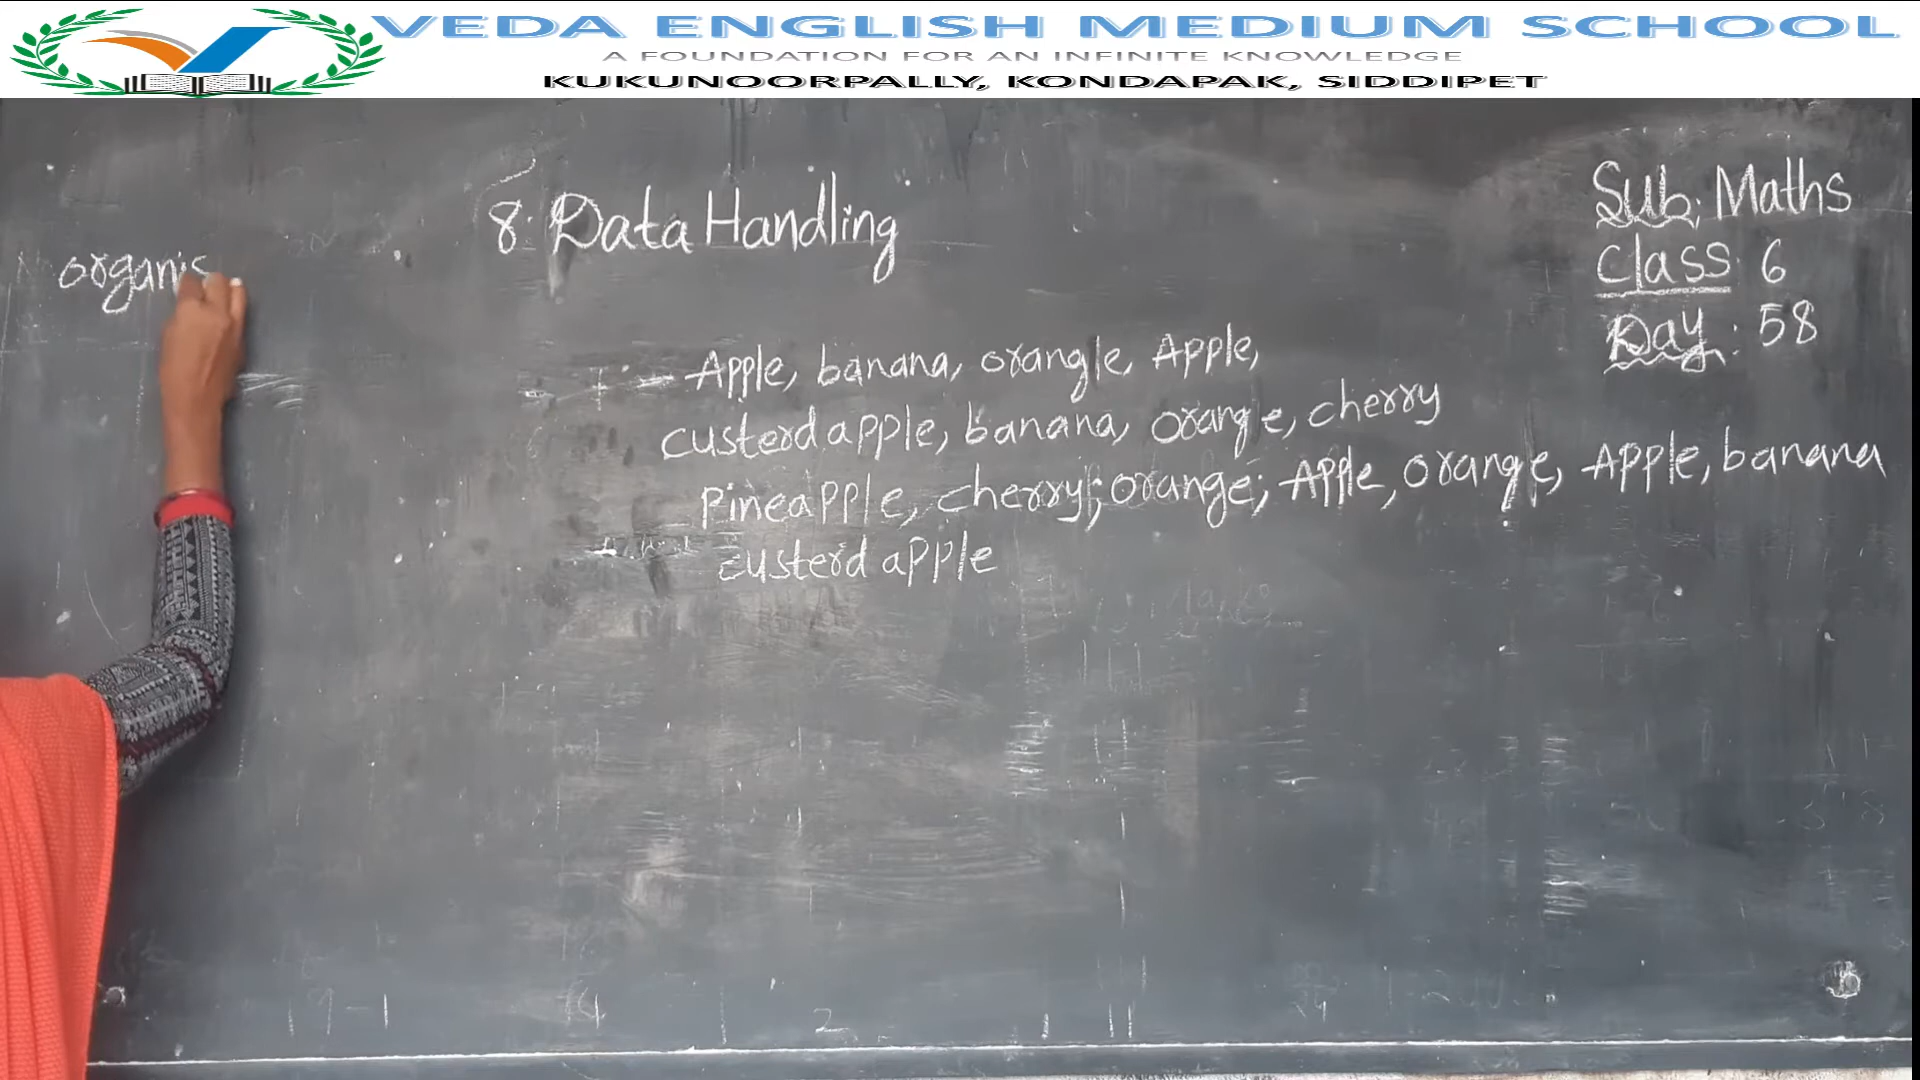 VEDA ENGLISH MEDIUM SCHOOL
A FOUNDATION FOR AN INFINITE KNOWLEDGE
KUKUNOORPALLY, KONDAPAK, SIDDIPET
Sub: Maths
8. Data Handling
Class: 6
organis
Day: 58
Apple, banana, orangle, Apple,
custerd apple, banana, orange, cherry
pineapple, cherry; orange; Apple, orange, Apple, banana
custerd apple